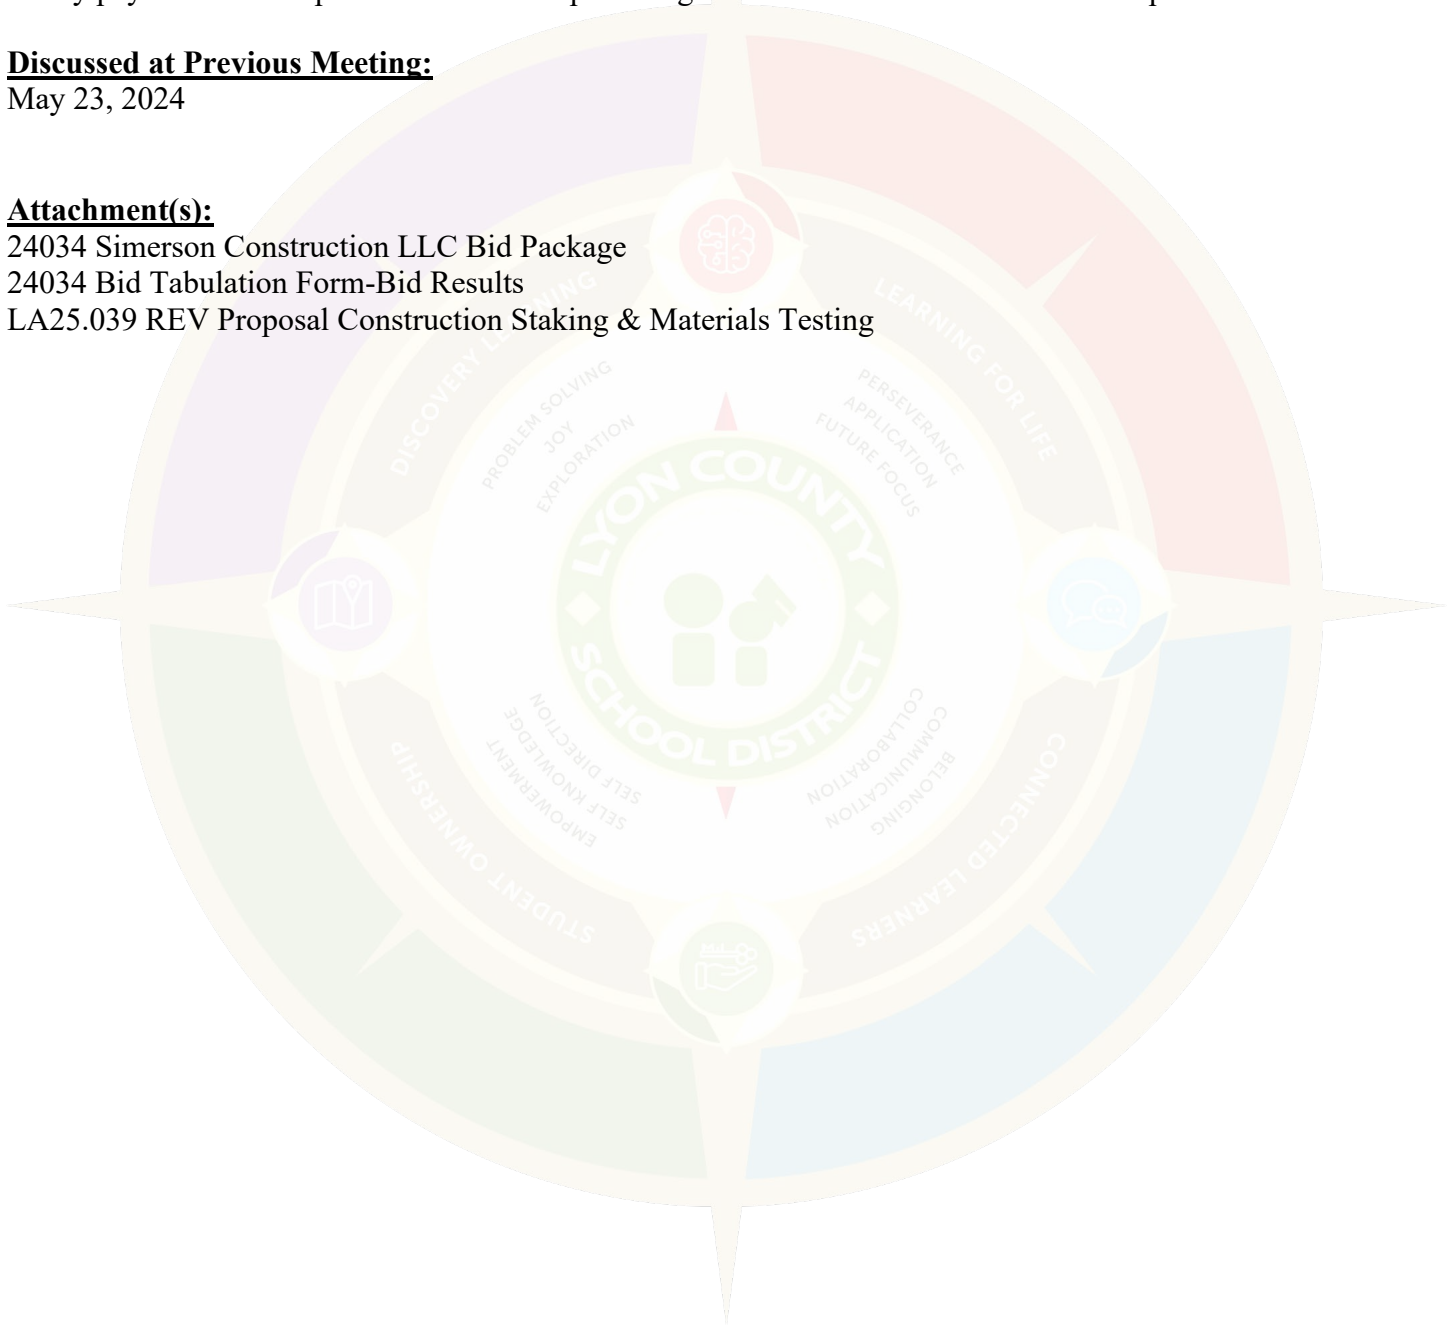 Discussed at Previous Meeting:
May 23, 2024
Attachment(s):
24034 Simerson Construction LLC Bid Package
24034 Bid Tabulation Form-Bid Results
LA25.039 REV Proposal Construction Staking & Materials Testing
DISCOVERY LEARNING
LEARNING FOR LIFE
PROBLEM SOLVING
JOY
EXPLORATION
PERSEVERANCE
APPLICATION
FUTURE FOCUS
LYON COUNTY
SCHOOL DISTRICT
SELF DIRECTION
SELF KNOWLEDGE
EMPOWERMENT
COLLABORATION
COMMUNICATION
BELONGING
STUDENT OWNERSHIP
CONNECTED LEARNERS